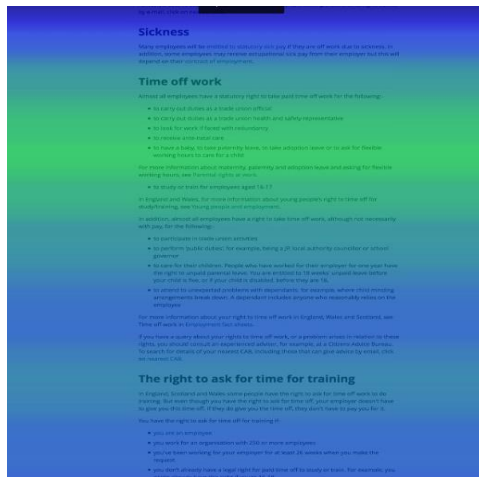 Sickness
Many employees will be entitled to statutory sick pay if they are off work due to sickness. In
addition, some employees may receive occupational sick pay from their employer but this will
depend on their contract of employment.
Time off work
Almost all employees have a statutory right to take paid time off work for the following:
• to carry out duties as a trade union official
• to carry out duties as a trade union health and safety representative
• to look for work if faced with redundancy
• to receive ante-natal care
• to have a baby, to take paternity leave, to take adoption leave or to ask for flexible
working hours to care for a child
For more information about maternity, paternity and adoption leave and asking for flexible
working hours, see Parental rights at work.
• to study or train for employees aged 16-17
In England and Wales, for more information about young people's right to time off for
study/training, see Young people and employment.
In addition, almost all employees have a right to take time off work, although not necessarily
with pay, for the following:-
• to participate in trade union activities
• to perform public duties, for example, being a JP, local authority councillor or school
governor
• to care for their children. People who have worked for their employer for one year have
the right to unpaid parental leave. You are entitled to 18 weeks' unpaid leave before
your child is five, or if your child is disabled, before they are 18.
• to attend to unexpected problems with dependants, for example, where child minding
arrangements break down. A dependant includes anyone who reasonably relies on the
employee
For more information about your right to time off work in England, Wales and Scotland, see
Time off work in Employment fact sheets.
If you have a query about your rights to time off work, or a problem arises in relation to these
rights, you should consult an experienced adviser, for example, at a Citizens Advice Bureau.
To search for details of your nearest CAB, including those that can give advice by email, click
on nearest CAB.
The right to ask for time for training
In England, Scotland and Wales some people have the right to ask for time off work to do
training. But even though you have the right to ask for time off, your employer doesn't have
to give you this time off. If they do give you the time off, they don't have to pay you for it.
You have the right to ask for time off for training if:
• you are an employee
• you work for an organisation with 250 or more employees
• you've been working for your employer for at least 26 weeks when you make the
request
• you don't already have a legal right for paid time off to study or train. For example, you